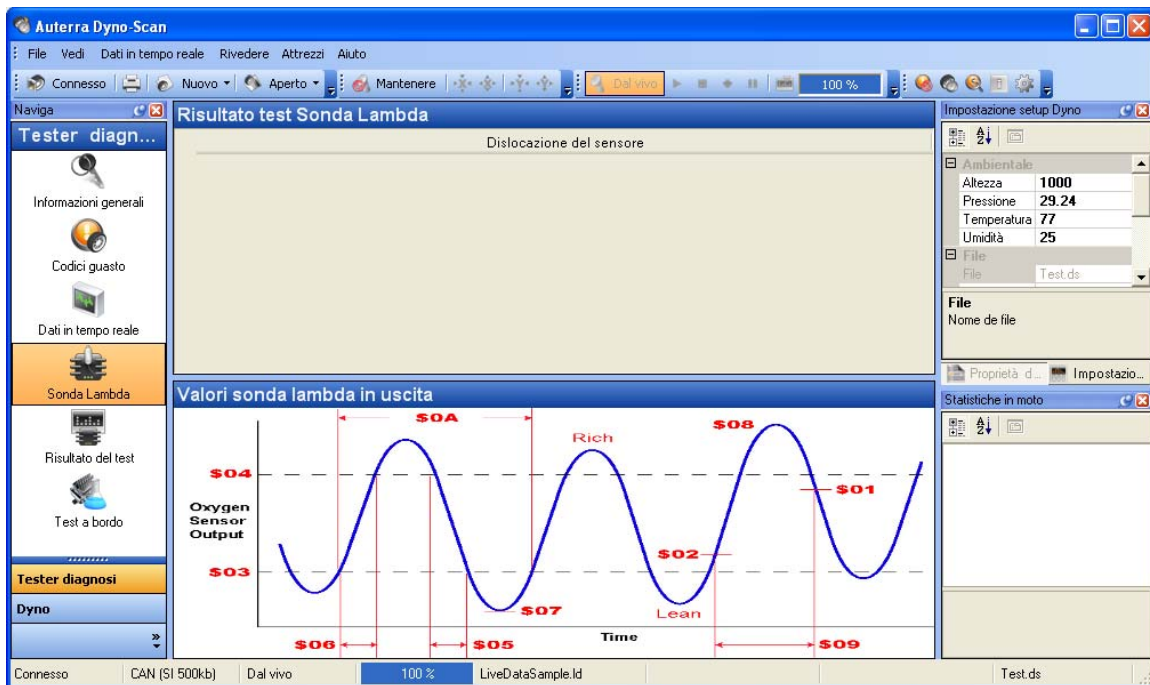 Auterra Dyno-Scan
File Vedi Dati in tempo reale Rivedere Attrezzi Aiuto
Connesso Nuovo Aperto Mantenere Dal vivo 100 %
Naviga
Tester diagn...
Informazioni generali
Codici guasto
Dati in tempo reale
Sonda Lambda
Risultato del test
Test a bordo
Tester diagnosi
Dyno
Risultato test Sonda Lambda
Dislocazione del sensore
Valori sonda lambda in uscita
$0A
$08
Rich
$04
$01
Oxygen
Sensor
Output
$02
$03
$07
Lean
Time
$06
$05
$09
Impostazione setup Dyno
Ambientale
Altezza 1000
Pressione 29.24
Temperatura 77
Umidità 25
File
File Test.ds
File
Nome de file
Proprietà d... Impostazio...
Statistiche in moto
Connesso CAN (SI 500kb) Dal vivo 100 % LiveDataSample.ld Test.ds